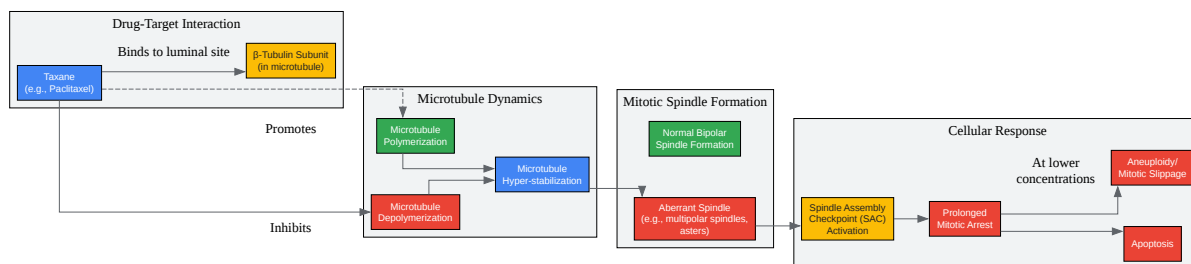 Drug-Target Interaction
Binds to luminal site
Taxane
(e.g., Paclitaxel)
β-Tubulin Subunit
(in microtubule)
Promotes
Inhibits
Microtubule Dynamics
Microtubule
Polymerization
Microtubule
Depolymerization
Microtubule
Hyper-stabilization
Mitotic Spindle Formation
Normal Bipolar
Spindle Formation
Aberrant Spindle
(e.g., multipolar spindles,
asters)
Cellular Response
Spindle Assembly
Checkpoint (SAC)
Activation
Prolonged
Mitotic Arrest
At lower
concentrations
Aneuploidy/
Mitotic Slippage
Apoptosis